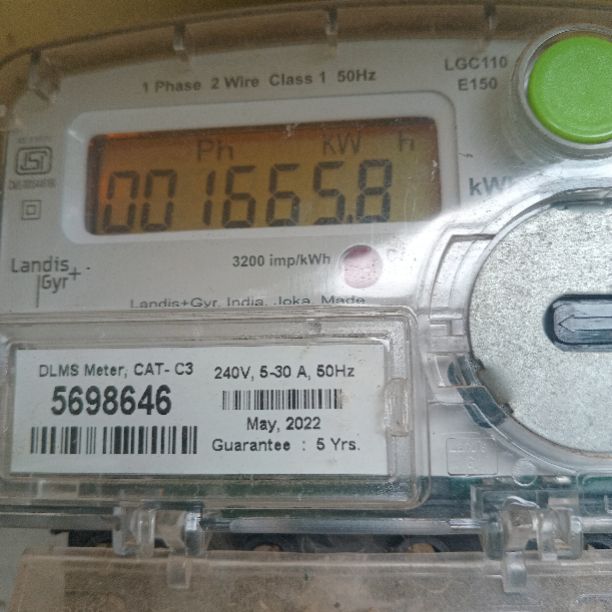 LGC110
1 Phase 2 Wire Class 1 50Hz
E150
Ph kW h
001665.8
kW
Landis
Gyr+
3200 imp/kWh
Landis+Gyr, India, Joka, Made
DLMS Meter, CAT- C3
240V, 5-30 A, 50Hz
5698646
May, 2022
Guarantee : 5 Yrs.